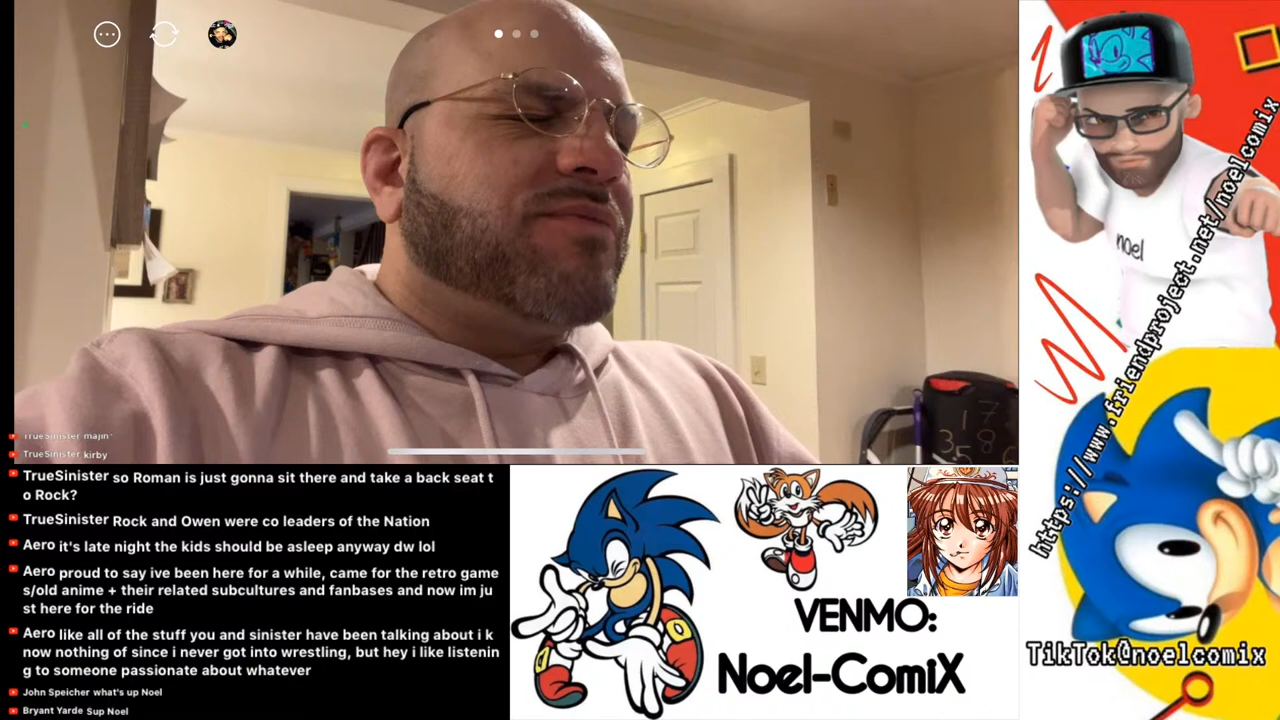 TrueSinister majin
TrueSinister kirby
TrueSinister so Roman is just gonna sit there and take a back seat t
o Rock?
TrueSinister Rock and Owen were co leaders of the Nation
Aero it's late night the kids should be asleep anyway dw lol
Aero proud to say ive been here for a while, came for the retro game
s/old anime + their related subcultures and fanbases and now im ju
st here for the ride
Aero like all of the stuff you and sinister have been talking about i k
now nothing of since i never got into wrestling, but hey i like listenin
g to someone passionate about whatever
John Speicher what's up Noel
Bryant Yarde Sup Noel
VENMO:
Noel-ComiX
noel
https://www.friendproject.net/noelcomix
TikTok@noelcomix
17
3 8
5